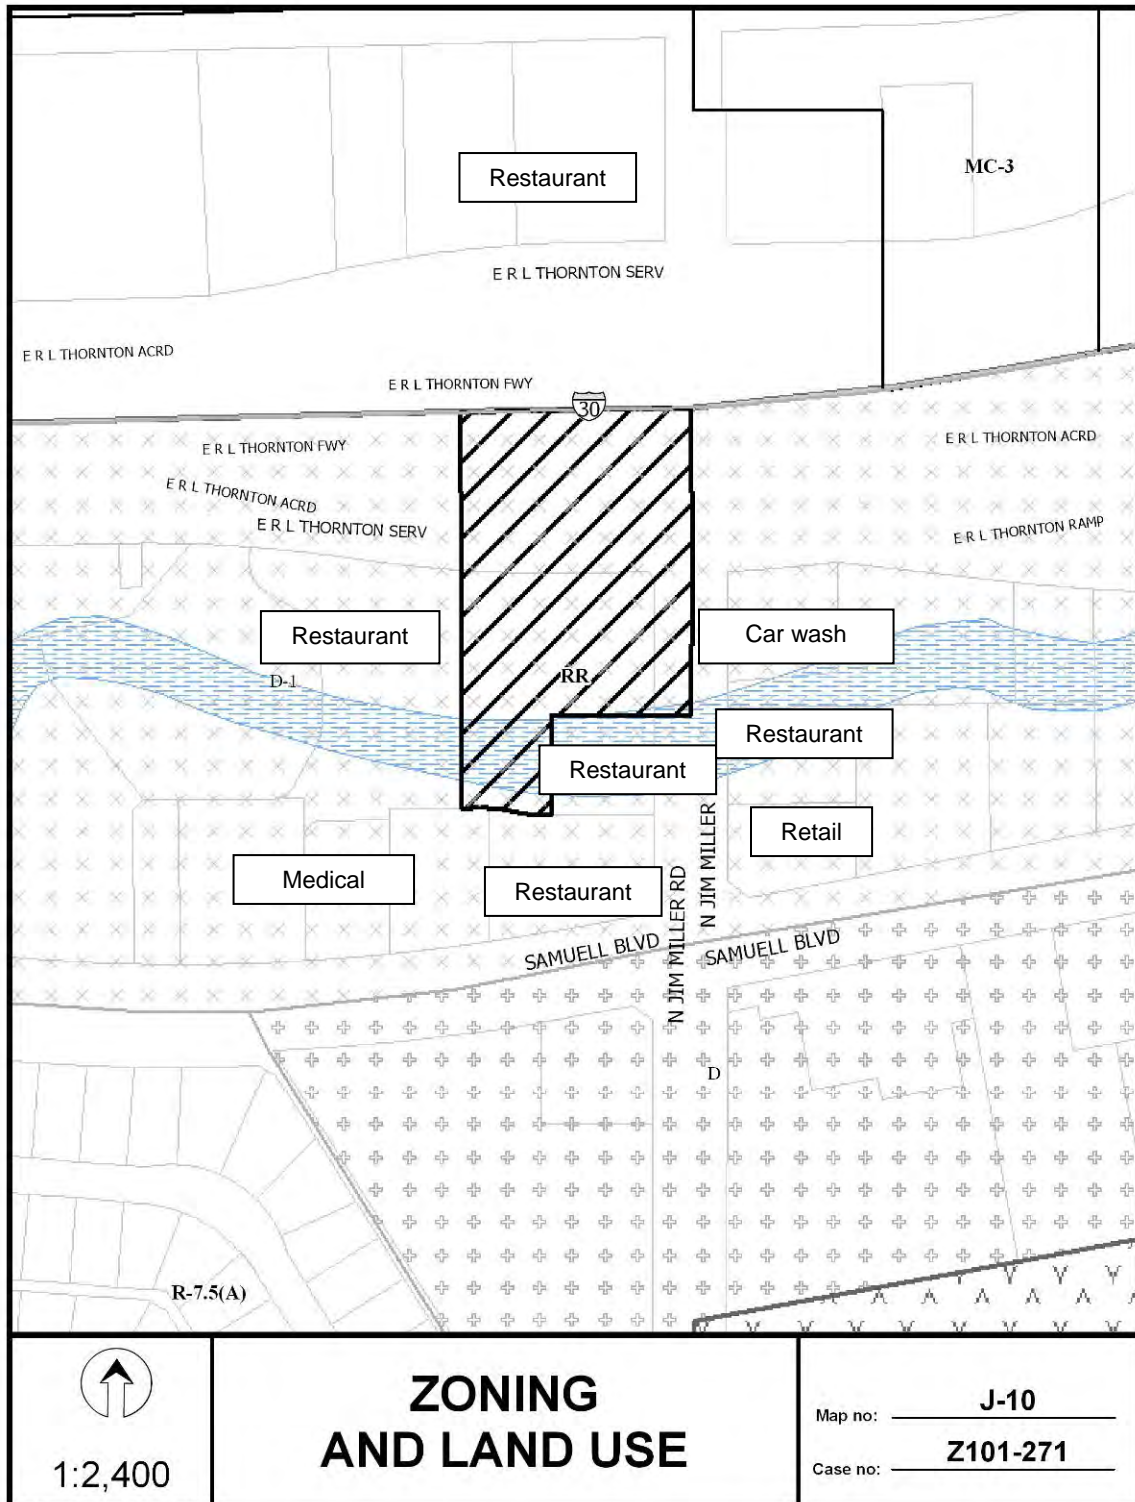 Restaurant
MC-3
E R L THORNTON SERV
E R L THORNTON ACRD
E R L THORNTON FWY
30
E R L THORNTON FWY
E R L THORNTON ACRD
E R L THORNTON ACRD
E R L THORNTON SERV
E R L THORNTON RAMP
Restaurant
Car wash
D-1
RR
Restaurant
Restaurant
Retail
Medical
Restaurant
N JIM MILLER RD
N JIM MILLER
SAMUELL BLVD
SAMUELL BLVD
D
R-7.5(A)
1:2,400
ZONING
AND LAND USE
Map no: J-10
Case no: Z101-271